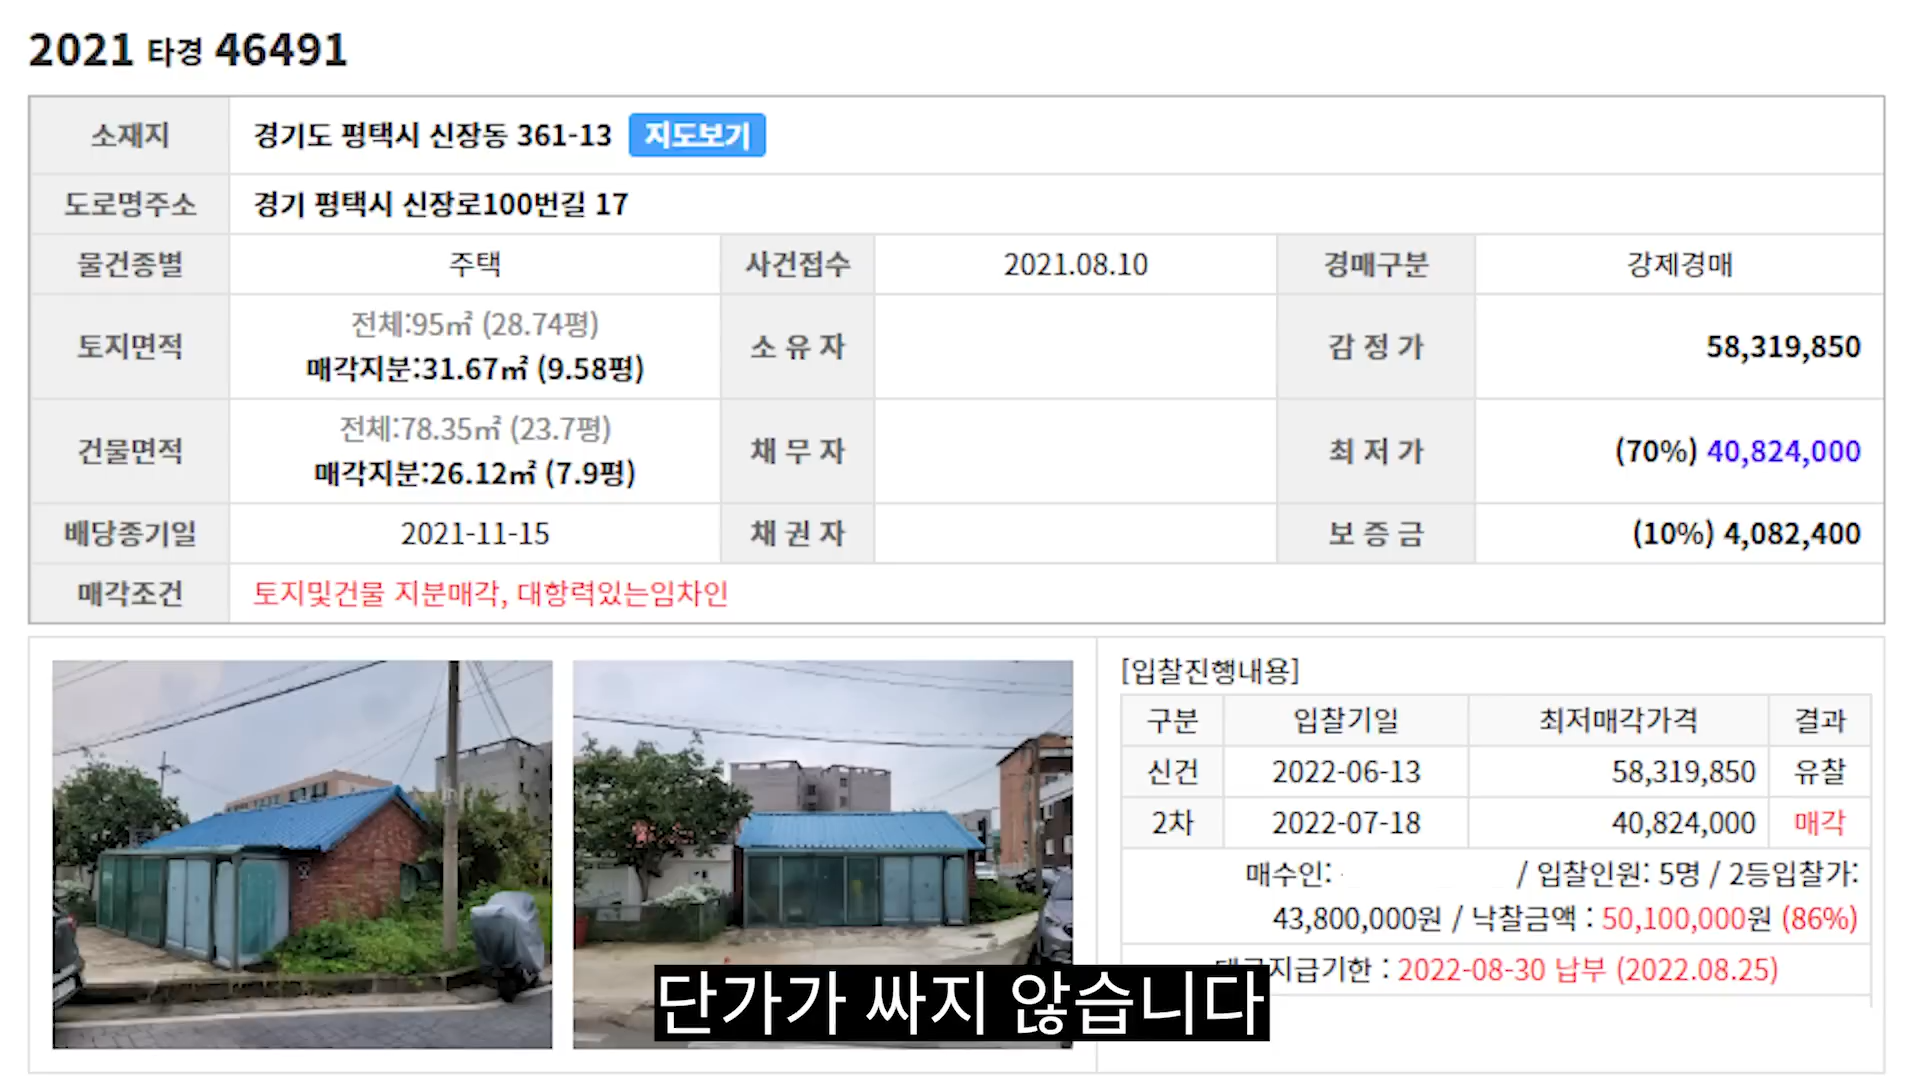 2021 타경 46491
소재지 경기도 평택시 신장동 361-13 지도보기
도로명주소 경기 평택시 신장로100번길 17
물건종별 주택 사건접수 2021.08.10 경매구분 강제경매
토지면적 전체:95㎡ (28.74평) 매각지분:31.67㎡ (9.58평) 소 유 자 감 정 가 58,319,850
건물면적 전체:78.35㎡ (23.7평) 매각지분:26.12㎡ (7.9평) 채 무 자 최 저 가 (70%) 40,824,000
배당종기일 2021-11-15 채 권 자 보 증 금 (10%) 4,082,400
매각조건 토지및건물 지분매각, 대항력있는임차인
[입찰진행내용]
구분 입찰기일 최저매각가격 결과
신건 2022-06-13 58,319,850 유찰
2차 2022-07-18 40,824,000 매각
매수인: / 입찰인원: 5명 / 2등입찰가:
43,800,000원 / 낙찰금액 : 50,100,000원 (86%)
지급기한 : 2022-08-30 납부 (2022.08.25)
단가가 싸지 않습니다